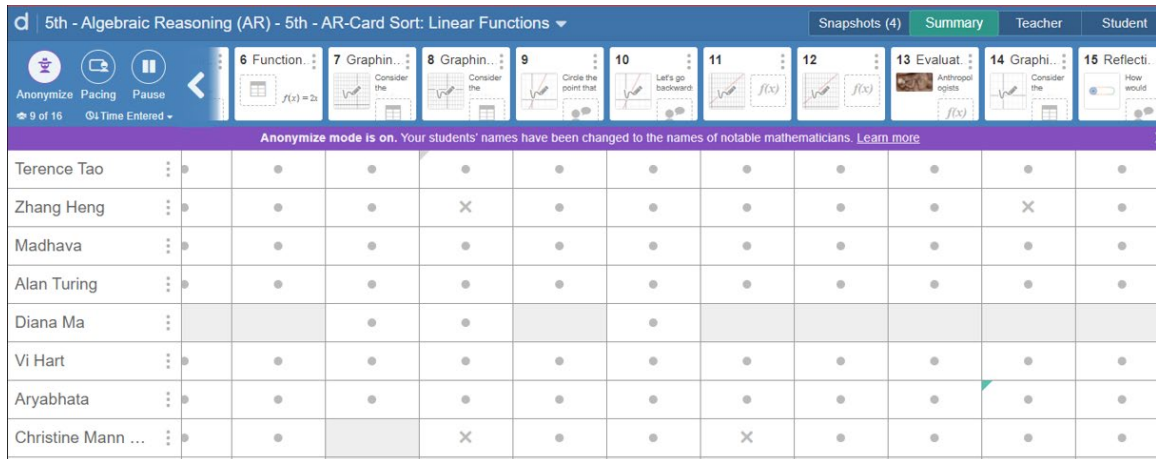 d 5th - Algebraic Reasoning (AR) - 5th - AR-Card Sort: Linear Functions
Snapshots (4) Summary Teacher Student
6 Function.. 7 Graphin.. 8 Graphin.. 9 10 11 12 13 Evaluat. 14 Graphi.. 15 Reflecti.
f(x) = 2x
Consider the
Consider the
Circle the point that
Let's go backward
f(x)
f(x)
Anthropol ogists
f(x)
Consider the
How would
Anonymize Pacing Pause
9 of 16 Time Entered
Anonymize mode is on. Your students' names have been changed to the names of notable mathematicians. Learn more
Terence Tao
Zhang Heng
Madhava
Alan Turing
Diana Ma
Vi Hart
Aryabhata
Christine Mann ...